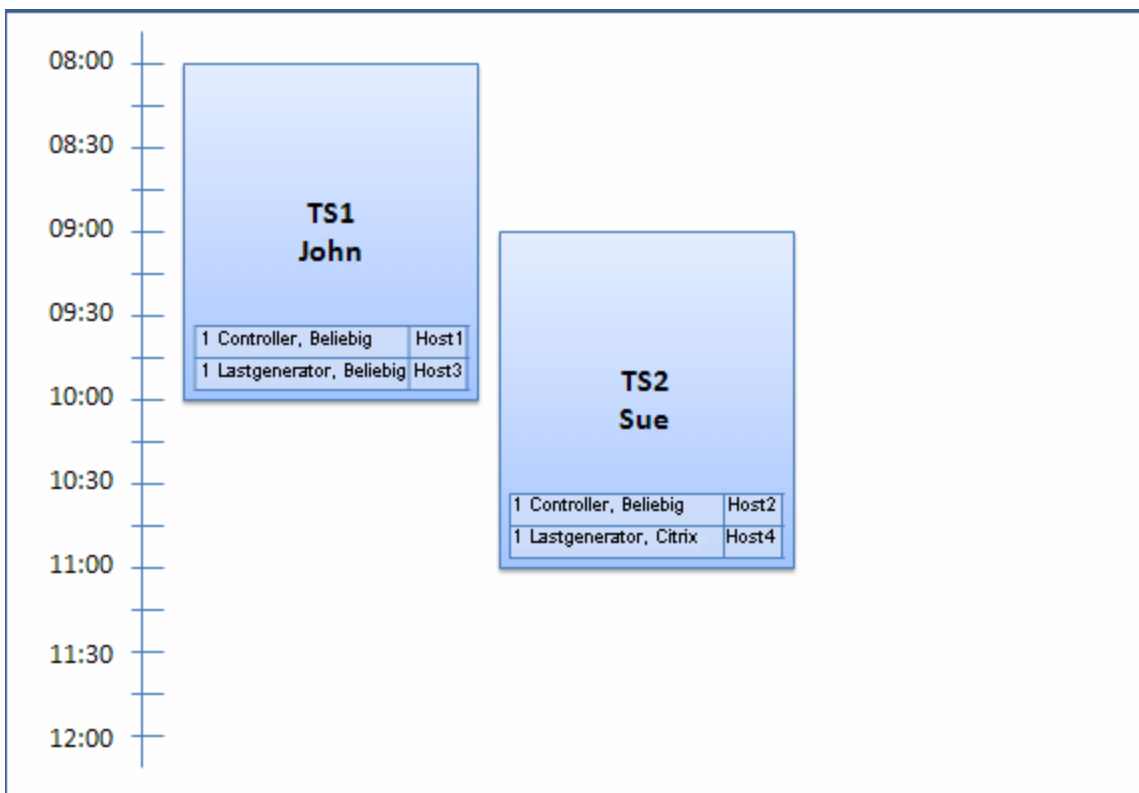 08:00
08:30
09:00
09:30
10:00
10:30
11:00
11:30
12:00
TS1
John
1 Controller, Beliebig Host1
1 Lastgenerator, Beliebig Host3
TS2
Sue
1 Controller, Beliebig Host2
1 Lastgenerator, Citrix Host4